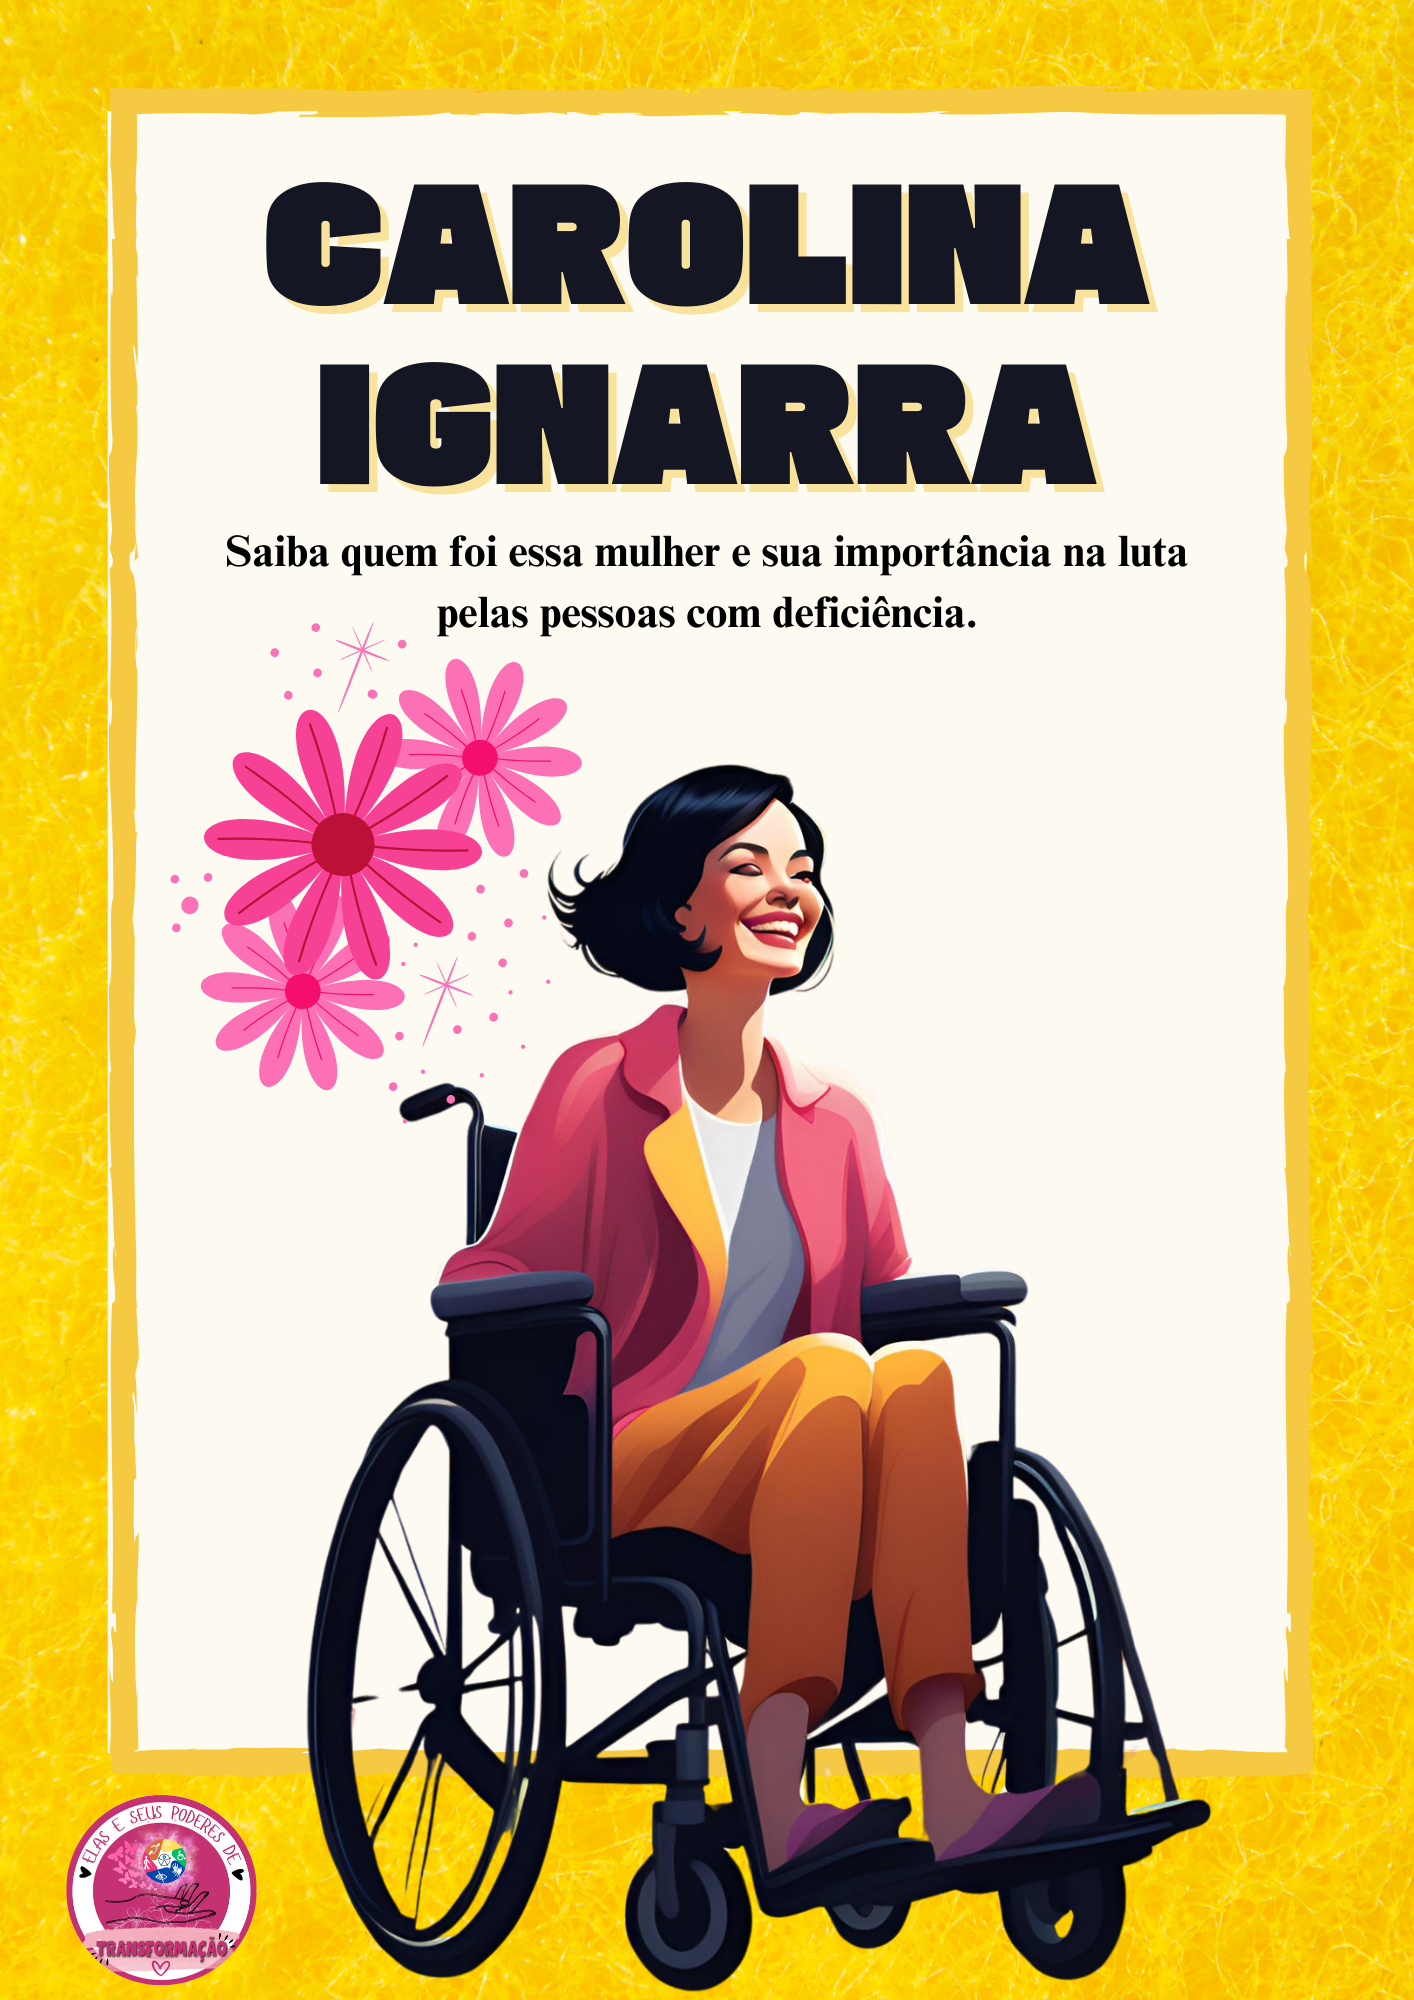 CAROLINA
IGNARRA
Saiba quem foi essa mulher e sua importância na luta
pelas pessoas com deficiência.
ELAS E SEUS PODERES DE
TRANSFORMAÇÃO